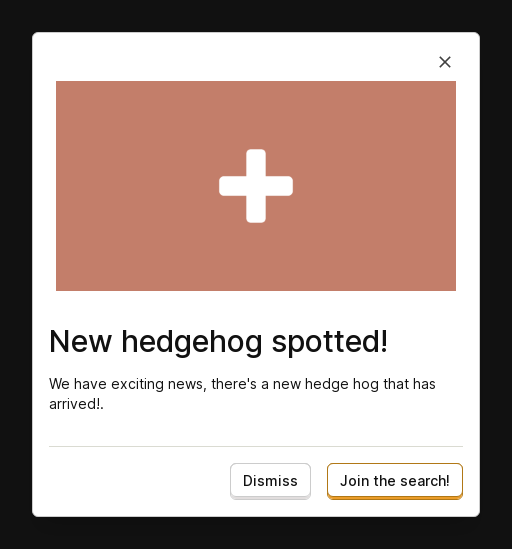 New hedgehog spotted!
We have exciting news, there's a new hedge hog that has
arrived!.
Dismiss
Join the search!